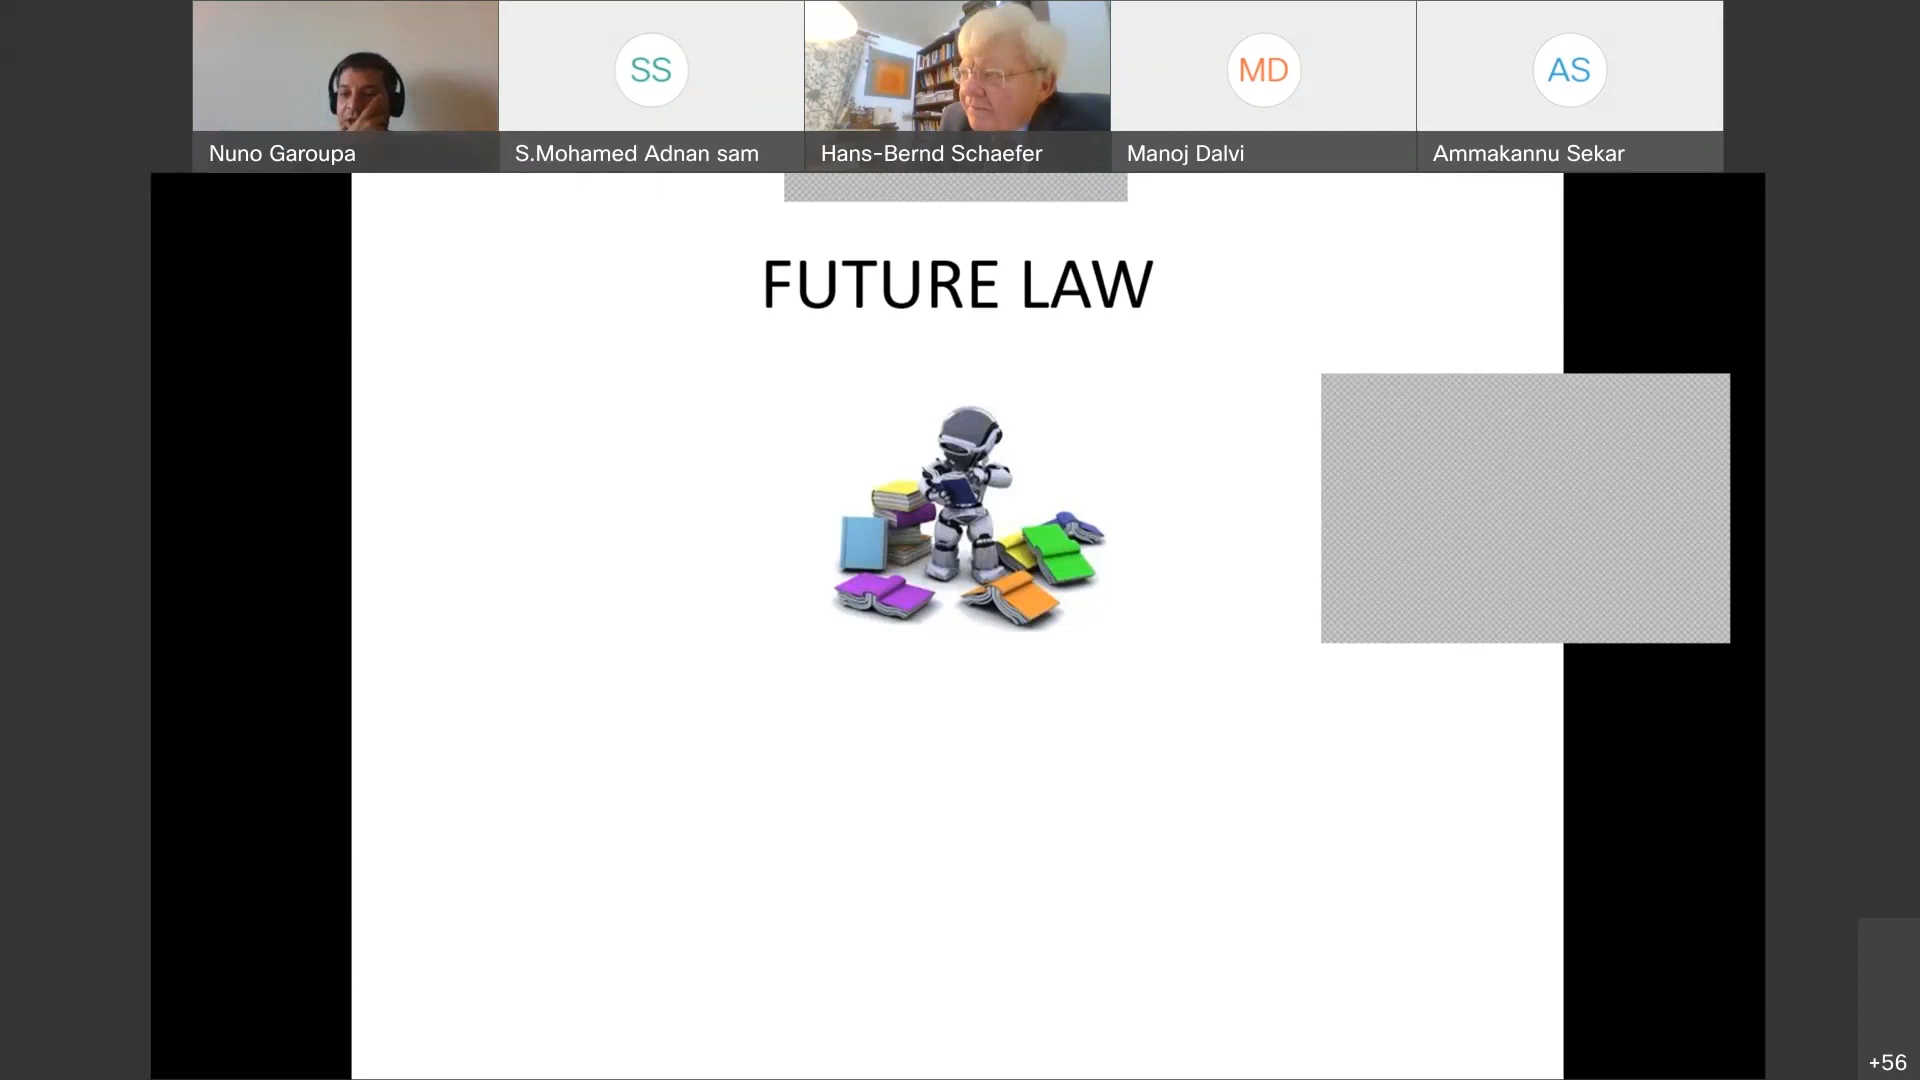 SS
MD
AS
Nuno Garoupa
S.Mohamed Adnan sam
Hans-Bernd Schaefer
Manoj Dalvi
Ammakannu Sekar
FUTURE LAW
+56